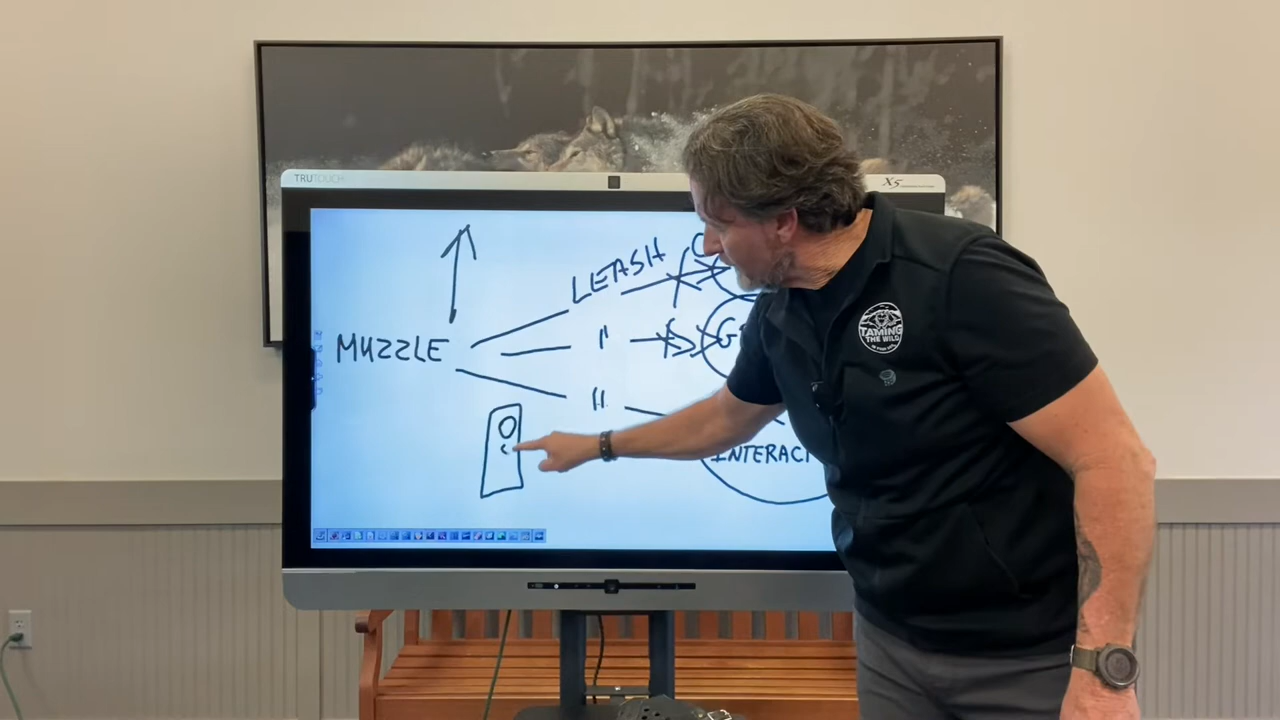 TRUTOUCH
X5
LEASH
MUZZLE
"
"
INTERACT
TAMING
THE WILD